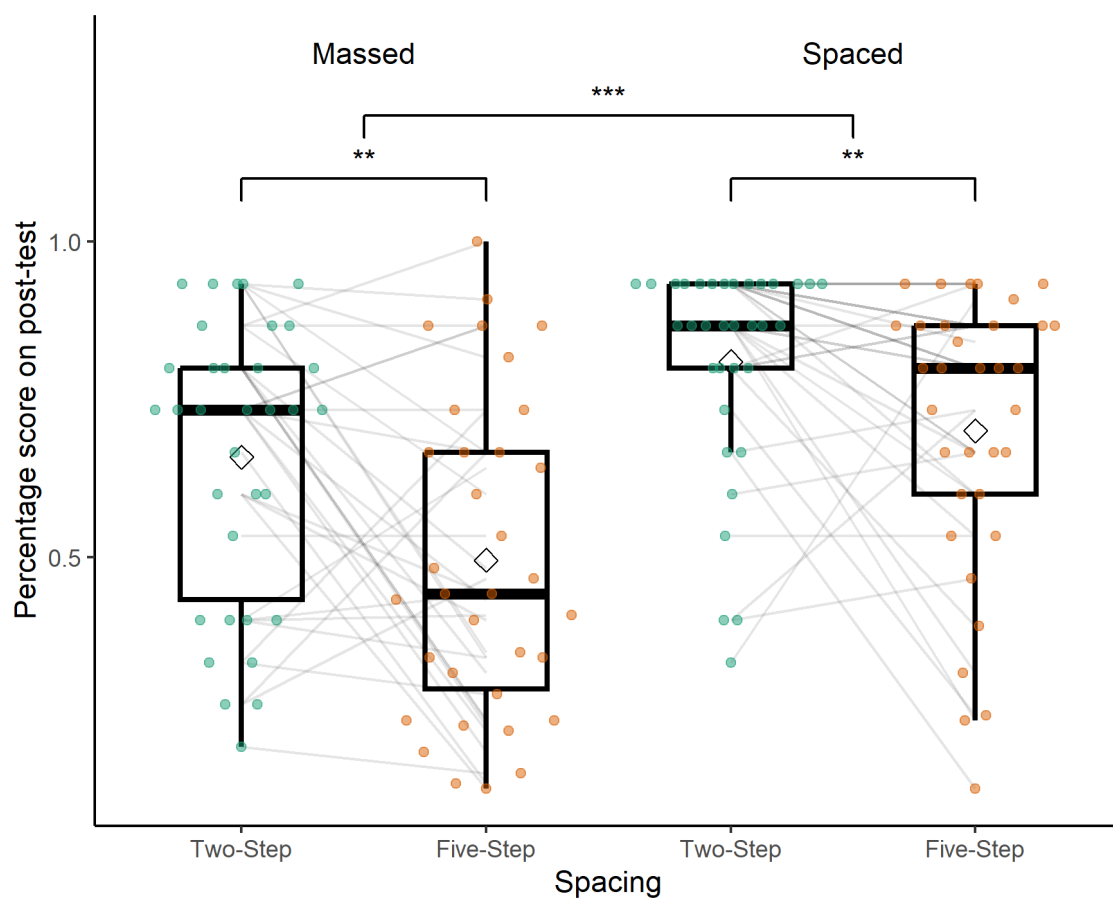 Massed Spaced
***
** **
Percentage score on post-test
1.0
0.5
Two-Step Five-Step Two-Step Five-Step
Spacing